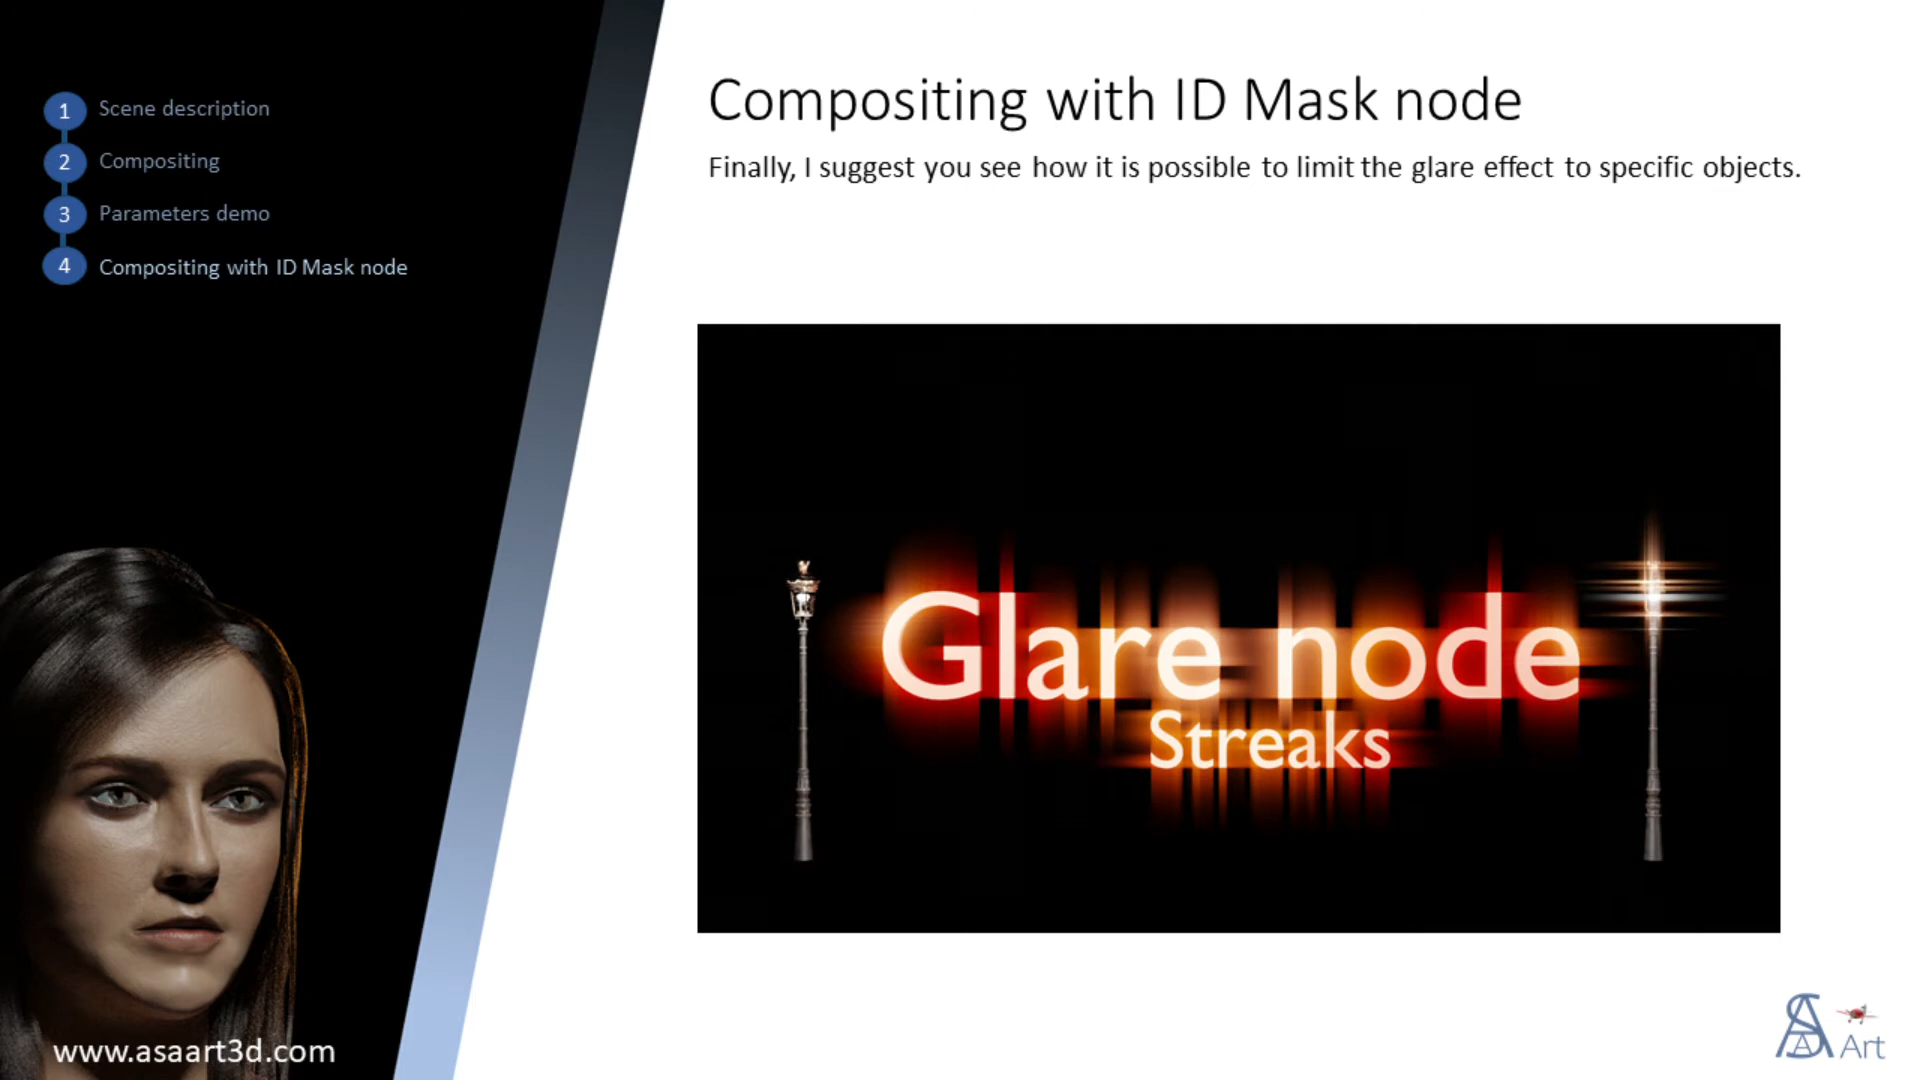 1 Scene description
2 Compositing
3 Parameters demo
4 Compositing with ID Mask node
Compositing with ID Mask node
Finally, I suggest you see how it is possible to limit the glare effect to specific objects.
Glare node
Streaks
www.asaart3d.com
ASA Art